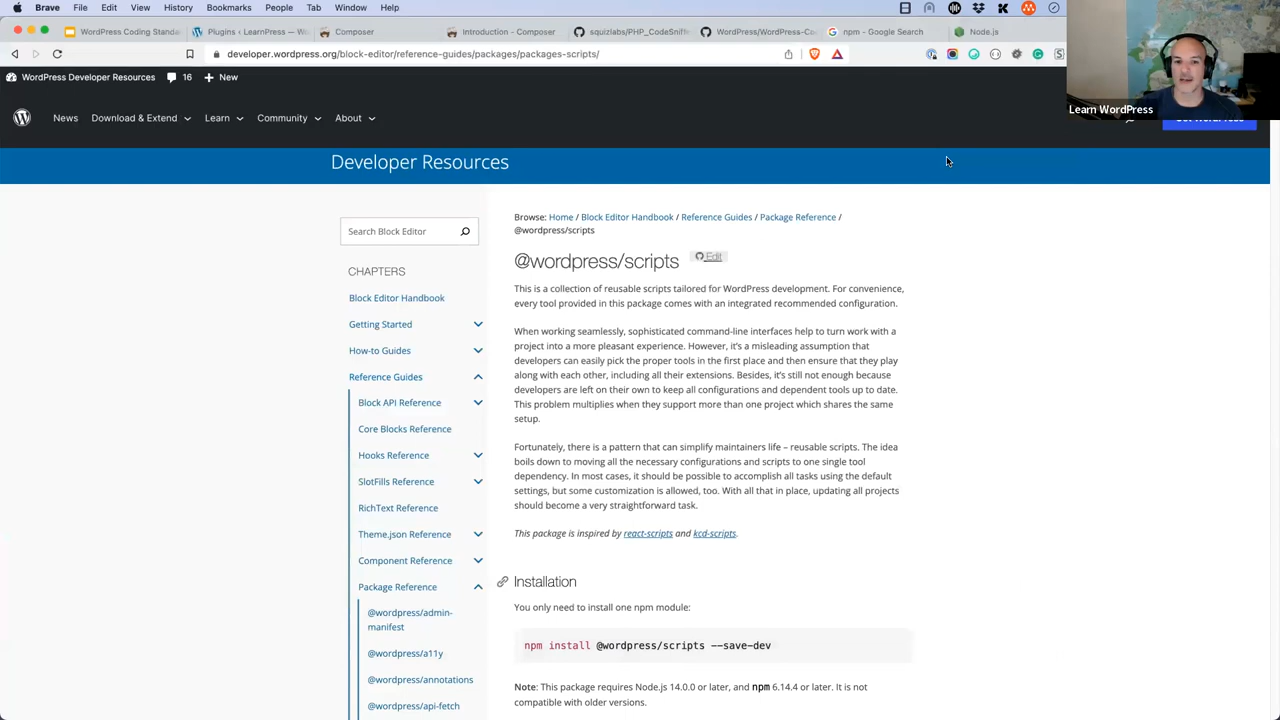 Brave File Edit View History Bookmarks People Tab Window Help
WordPress Coding Standa
Plugins ‹ LearnPress — Wor
Composer
Introduction - Composer
squizlabs/PHP_CodeSniffe
WordPress/WordPress-Co
npm - Google Search
Node.js
developer.wordpress.org/block-editor/reference-guides/packages/packages-scripts/
WordPress Developer Resources 16 + New
Learn WordPress
News Download & Extend Learn Community About
Developer Resources
Search Block Editor
CHAPTERS
Block Editor Handbook
Getting Started
How-to Guides
Reference Guides
Block API Reference
Core Blocks Reference
Hooks Reference
SlotFills Reference
RichText Reference
Theme.json Reference
Component Reference
Package Reference
@wordpress/admin-
manifest
@wordpress/a11y
@wordpress/annotations
@wordpress/api-fetch
Browse: Home / Block Editor Handbook / Reference Guides / Package Reference /
@wordpress/scripts
@wordpress/scripts Edit
This is a collection of reusable scripts tailored for WordPress development. For convenience,
every tool provided in this package comes with an integrated recommended configuration.
When working seamlessly, sophisticated command-line interfaces help to turn work with a
project into a more pleasant experience. However, it's a misleading assumption that
developers can easily pick the proper tools in the first place and then ensure that they play
along with each other, including all their extensions. Besides, it's still not enough because
developers are left on their own to keep all configurations and dependent tools up to date.
This problem multiplies when they support more than one project which shares the same
setup.
Fortunately, there is a pattern that can simplify maintainers life – reusable scripts. The idea
boils down to moving all the necessary configurations and scripts to one single tool
dependency. In most cases, it should be possible to accomplish all tasks using the default
settings, but some customization is allowed, too. With all that in place, updating all projects
should become a very straightforward task.
This package is inspired by react-scripts and kcd-scripts.
Installation
You only need to install one npm module:
npm install @wordpress/scripts --save-dev
Note: This package requires Node.js 14.0.0 or later, and npm 6.14.4 or later. It is not
compatible with older versions.